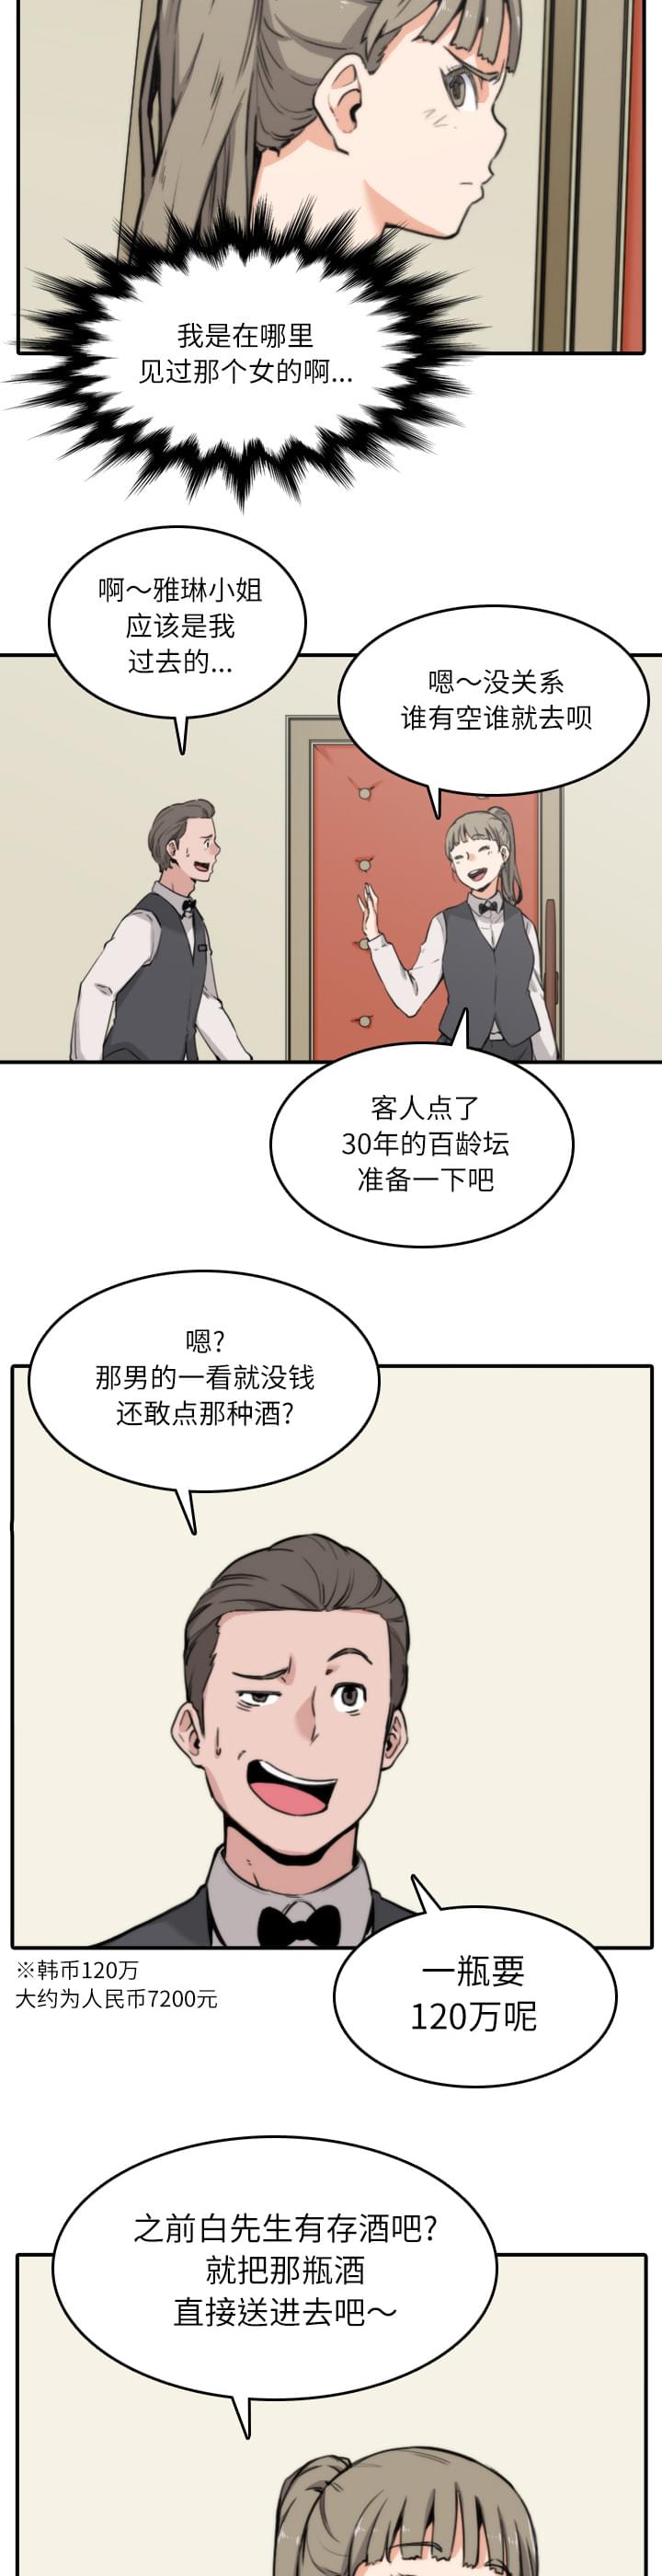 我是在哪里
见过那个女的啊...
啊～雅琳小姐
应该是我
过去的...
嗯～没关系
谁有空谁就去呗
客人点了
30年的百龄坛
准备一下吧
嗯?
那男的一看就没钱
还敢点那种酒?
※韩币120万
大约为人民币7200元
一瓶要
120万呢
之前白先生有存酒吧?
就把那瓶酒
直接送进去吧～